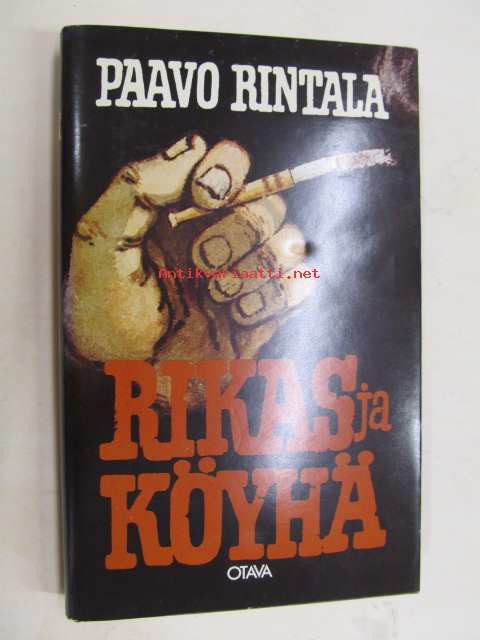 PAAVO RINTALA
Antikvariaatti.net
RIKAS ja
KÖYHÄ
OTAVA